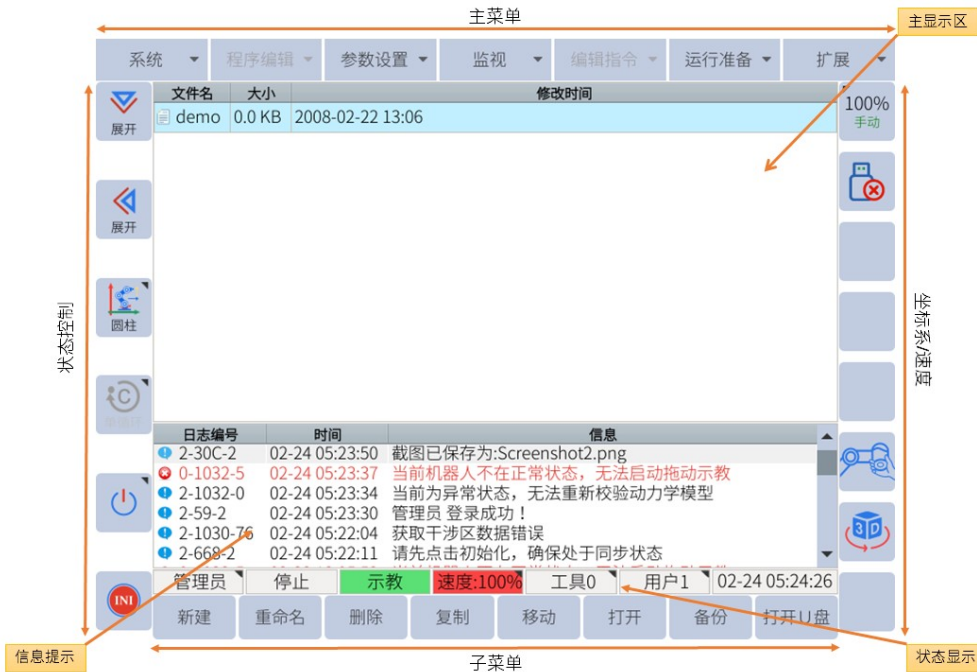 主菜单
主显示区
系统 程序编辑 参数设置 监视 编辑指令 运行准备 扩展
文件名 大小 修改时间
demo 0.0 KB 2008-02-22 13:06
展开
展开
圆柱
INI
100%
手动
3D
状态控制
坐标系/速度
日志编号 时间 信息
2-30C-2 02-24 05:23:50 截图已保存为:Screenshot2.png
0-1032-5 02-24 05:23:37 当前机器人不在正常状态，无法启动拖动示教
2-1032-0 02-24 05:23:34 当前为异常状态，无法重新校验动力学模型
2-59-2 02-24 05:23:30 管理员 登录成功！
2-1030-76 02-24 05:22:04 获取干涉区数据错误
2-668-2 02-24 05:22:11 请先点击初始化，确保处于同步状态
管理员 停止 示教 速度:100% 工具0 用户1 02-24 05:24:26
新建 重命名 删除 复制 移动 打开 备份 打开U盘
信息提示
子菜单
状态显示